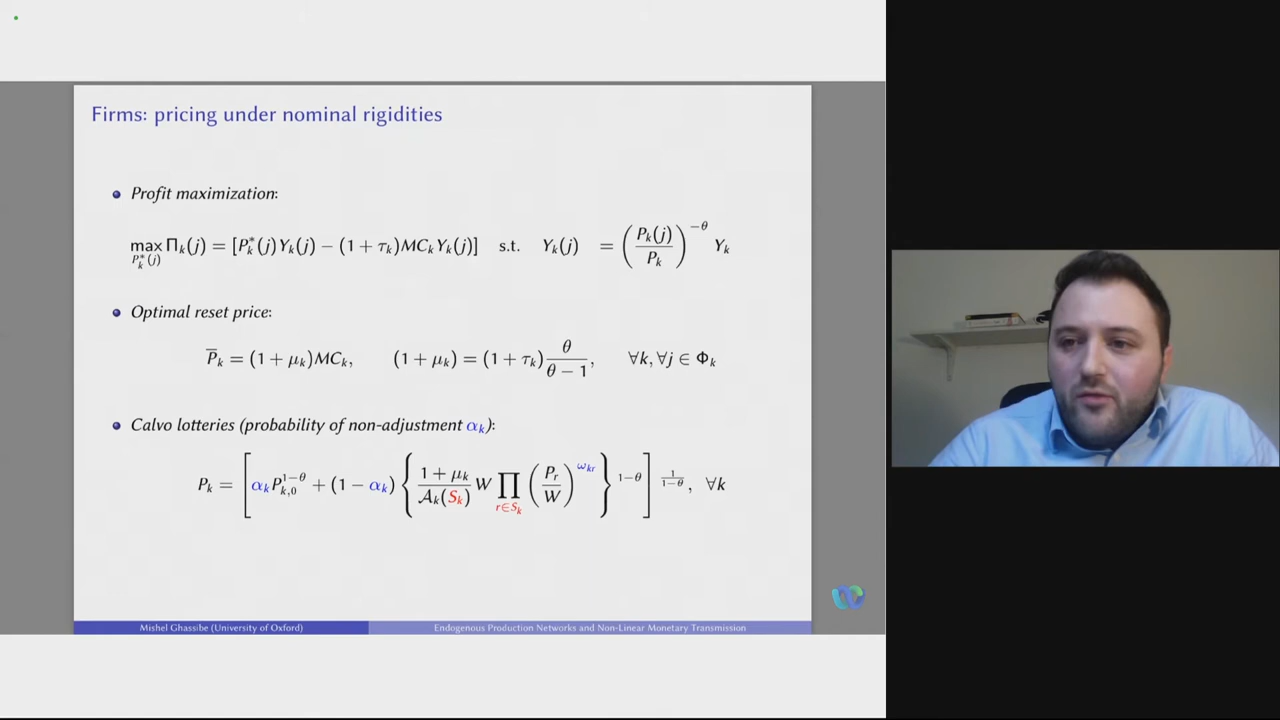 Firms: pricing under nominal rigidities
Profit maximization:
max_{P*_k(j)} Π_k(j) = [P*_k(j)Y_k(j) − (1 + τ_k)MC_k Y_k(j)] s.t. Y_k(j) = (P_k(j)/P_k)^{−θ} Y_k
Optimal reset price:
P̅_k = (1 + μ_k)MC_k, (1 + μ_k) = (1 + τ_k) θ/(θ − 1), ∀k, ∀j ∈ Φ_k
Calvo lotteries (probability of non-adjustment α_k):
P_k = [α_k P_{k,0}^{1−θ} + (1 − α_k) { (1 + μ_k)/(𝒜_k(S_k)) W ∏_{r∈S_k} (P_r/W)^{ω_{kr}} }^{1−θ}]^{1/(1−θ)}, ∀k
Mishel Ghassibe (University of Oxford) Endogenous Production Networks and Non-Linear Monetary Transmission